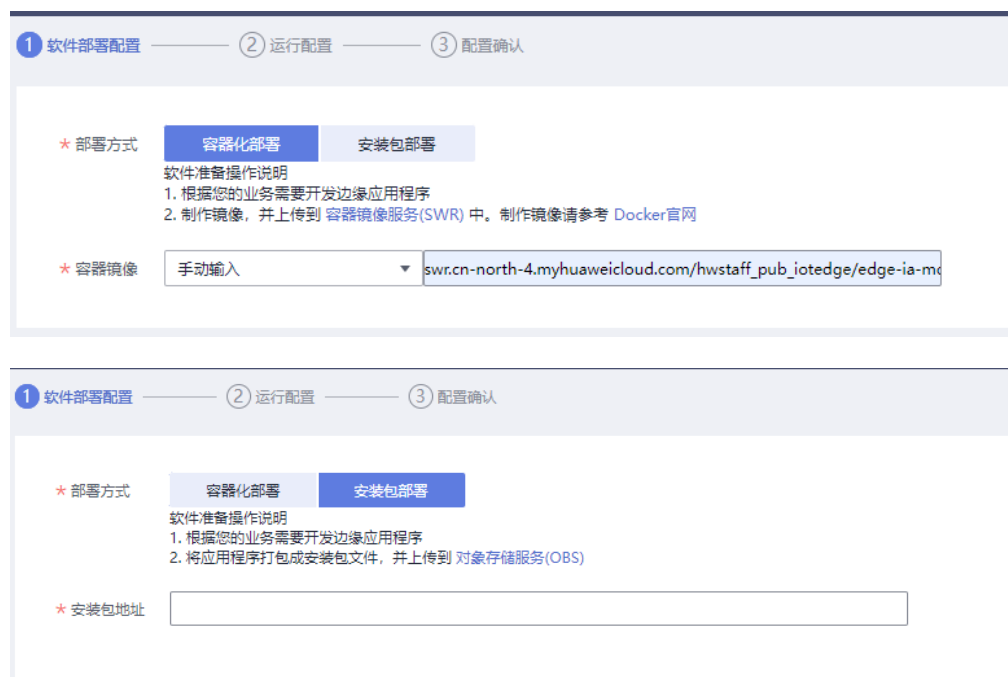 1 软件部署配置 2 运行配置 3 配置确认
* 部署方式 容器化部署 安装包部署
软件准备操作说明
1. 根据您的业务需要开发边缘应用程序
2. 制作镜像，并上传到 容器镜像服务(SWR) 中。制作镜像请参考 Docker官网
* 容器镜像 手动输入 swr.cn-north-4.myhuaweicloud.com/hwstaff_pub_iotedge/edge-ia-mo
1 软件部署配置 2 运行配置 3 配置确认
* 部署方式 容器化部署 安装包部署
软件准备操作说明
1. 根据您的业务需要开发边缘应用程序
2. 将应用程序打包成安装包文件，并上传到 对象存储服务(OBS)
* 安装包地址